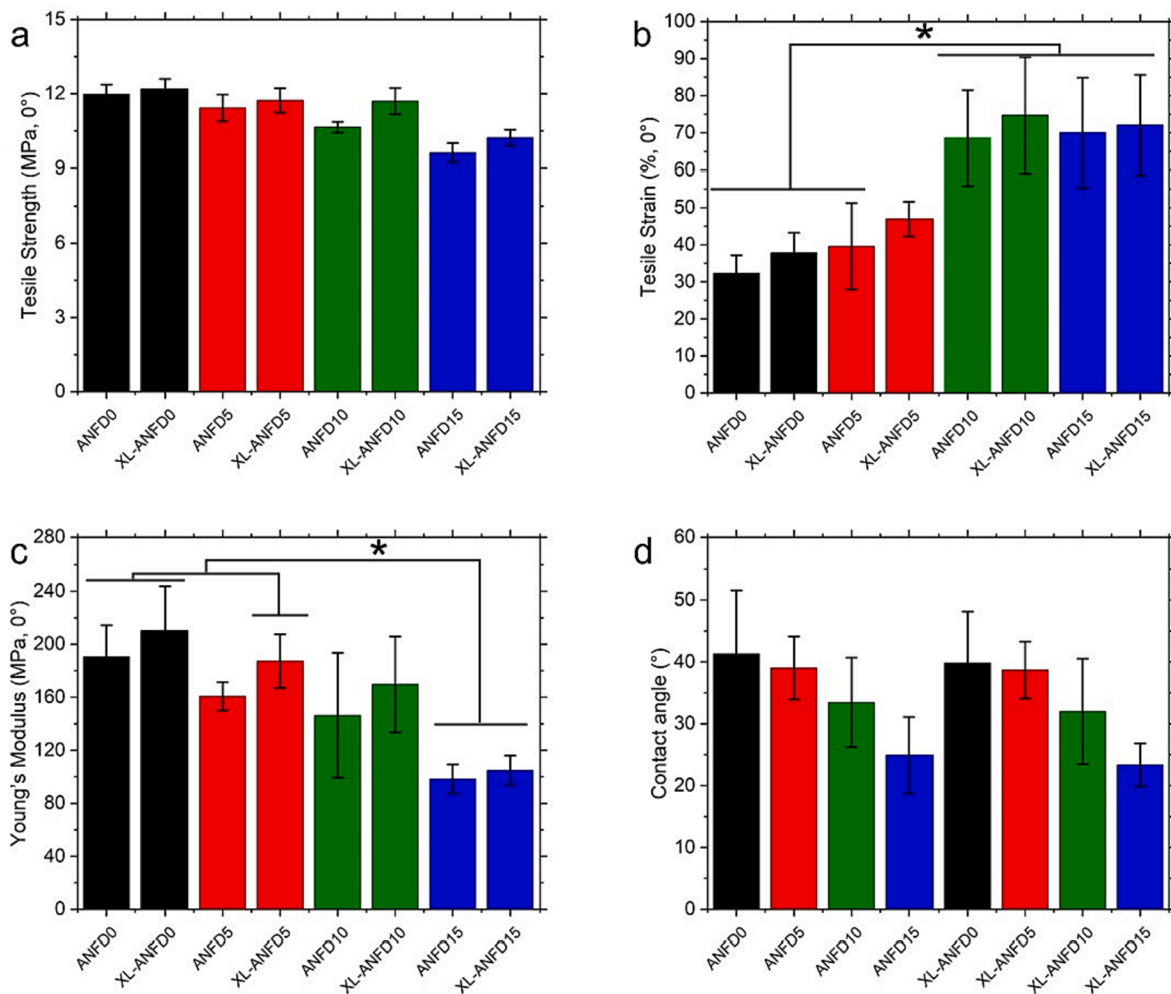 a
15
12
9
6
3
0
Tesile Strength (MPa, 0°)
ANFD0
XL-ANFD0
ANFD5
XL-ANFD5
ANFD10
XL-ANFD10
ANFD15
XL-ANFD15
b
*
100
90
80
70
60
50
40
30
20
10
0
Tesile Strain (%, 0°)
ANFD0
XL-ANFD0
ANFD5
XL-ANFD5
ANFD10
XL-ANFD10
ANFD15
XL-ANFD15
c
*
280
240
200
160
120
80
40
0
Young's Modulus (MPa, 0°)
ANFD0
XL-ANFD0
ANFD5
XL-ANFD5
ANFD10
XL-ANFD10
ANFD15
XL-ANFD15
d
60
50
40
30
20
10
0
Contact angle (°)
ANFD0
ANFD5
ANFD10
ANFD15
XL-ANFD0
XL-ANFD5
XL-ANFD10
XL-ANFD15